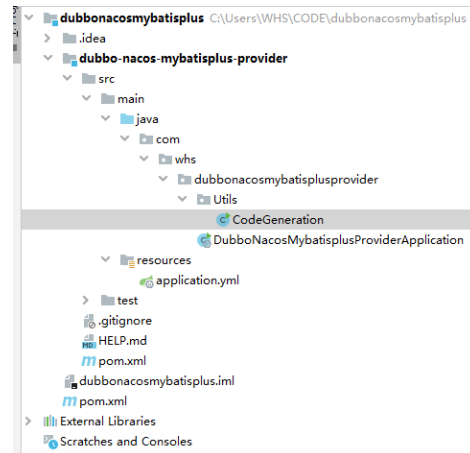 dubbonacosmybatisplus C:\Users\WHS\CODE\dubbonacosmybatisplus
.idea
dubbo-nacos-mybatisplus-provider
src
main
java
com
whs
dubbonacosmybatisplusprovider
Utils
CodeGeneration
DubboNacosMybatisplusProviderApplication
resources
application.yml
test
.gitignore
HELP.md
pom.xml
dubbonacosmybatisplus.iml
pom.xml
External Libraries
Scratches and Consoles